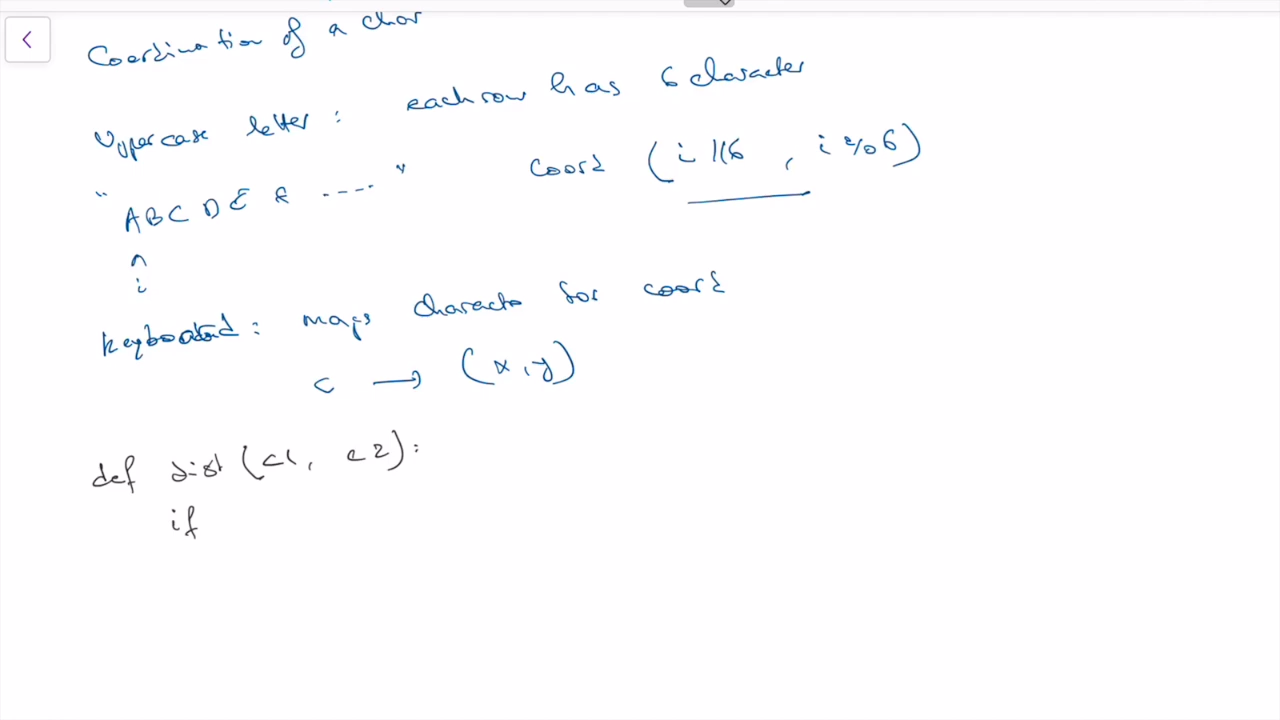 Coordination of a char
Uppercase letter: each row has 6 character
"ABCDEF ....." coord (i//6, i%6)
^
i
keyboard: maps character for coord
c → (x,y)
def dist(c1, c2):
if